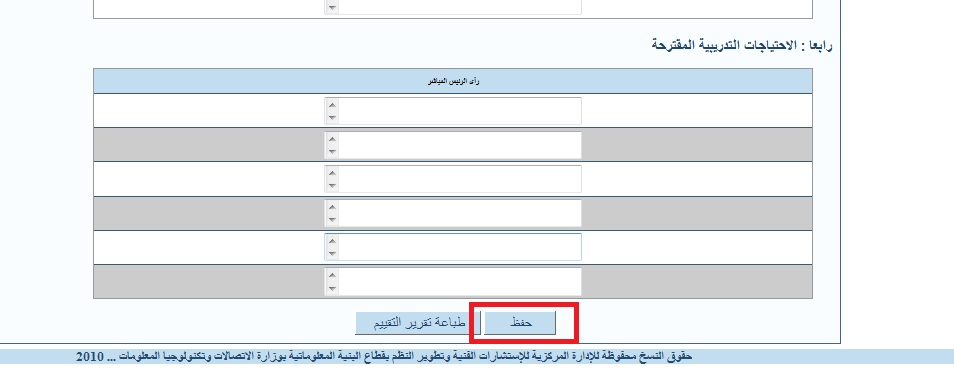 رابعا : الاحتياجات التدريبية المقترحة
رأى الرئيس المباشر
حفظ
طباعة تقرير التقييم
حقوق النسخ محفوظة للإدارة المركزية للإستشارات الفنية وتطوير النظم بقطاع البنية المعلوماتية بوزارة الاتصالات وتكنولوجيا المعلومات ... 2010